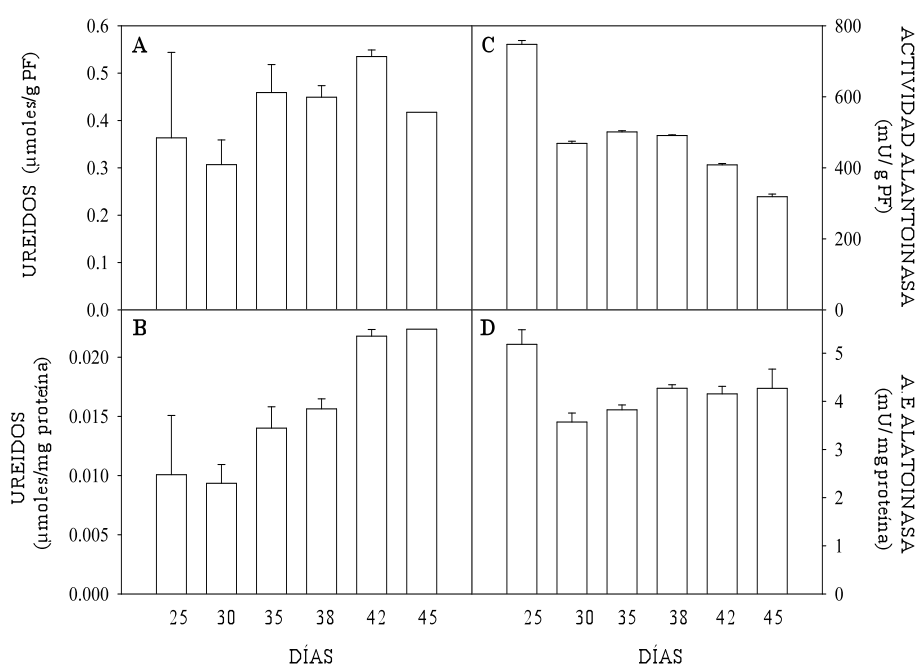 A
C
0.6
0.5
0.4
0.3
0.2
0.1
0.0
UREIDOS (µmoles/g PF)
800
600
400
200
0
ACTIVIDAD ALANTOINASA
(mU/g PF)
B
D
0.020
0.015
0.010
0.005
0.000
UREIDOS
(µmoles/mg proteína)
5
4
3
2
1
0
A.E ALATOINASA
(mU/mg proteína)
25 30 35 38 42 45
25 30 35 38 42 45
DÍAS
DÍAS